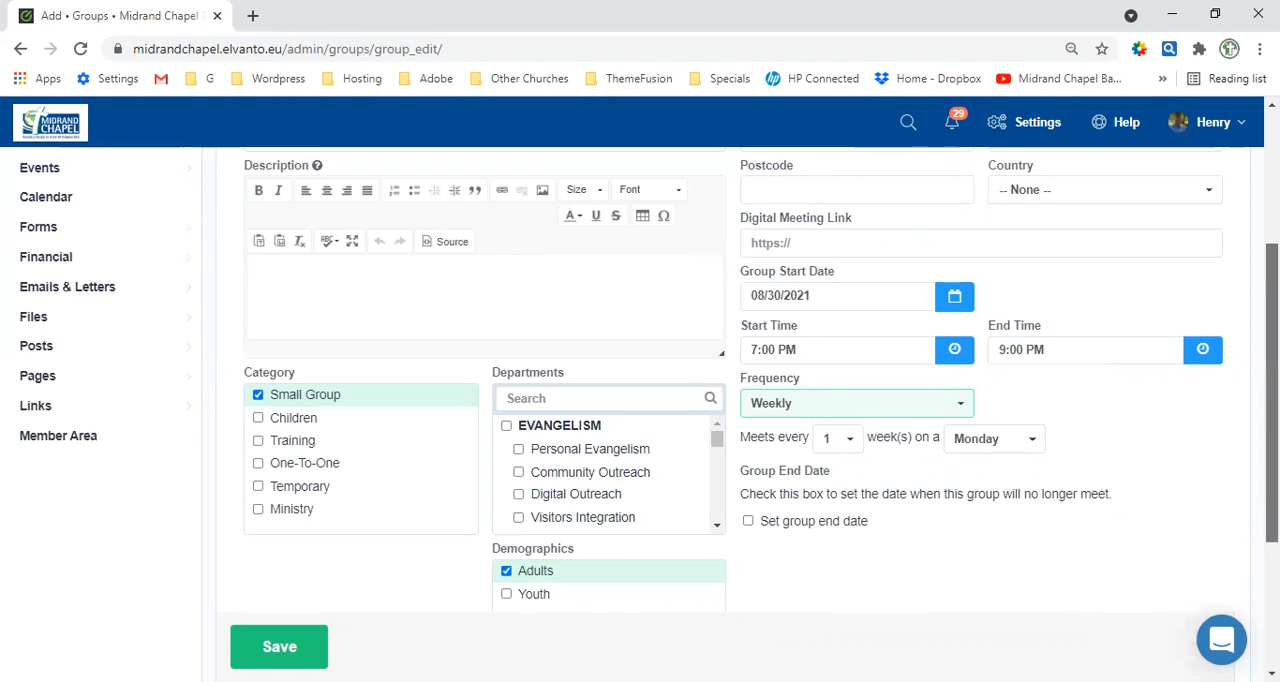 Add • Groups • Midrand Chapel
midrandchapel.elvanto.eu/admin/groups/group_edit/
Apps Settings G Wordpress Hosting Adobe Other Churches ThemeFusion Specials HP Connected Home - Dropbox Midrand Chapel Ba... » Reading list
MIDRAND CHAPEL
29 Settings Help Henry
Events
Calendar
Forms
Financial
Emails & Letters
Files
Posts
Pages
Links
Member Area
Description
Size Font
Source
Category
Small Group
Children
Training
One-To-One
Temporary
Ministry
Departments
Search
EVANGELISM
Personal Evangelism
Community Outreach
Digital Outreach
Visitors Integration
Demographics
Adults
Youth
Postcode Country
-- None --
Digital Meeting Link
https://
Group Start Date
08/30/2021
Start Time End Time
7:00 PM 9:00 PM
Frequency
Weekly
Meets every 1 week(s) on a Monday
Group End Date
Check this box to set the date when this group will no longer meet.
Set group end date
Save